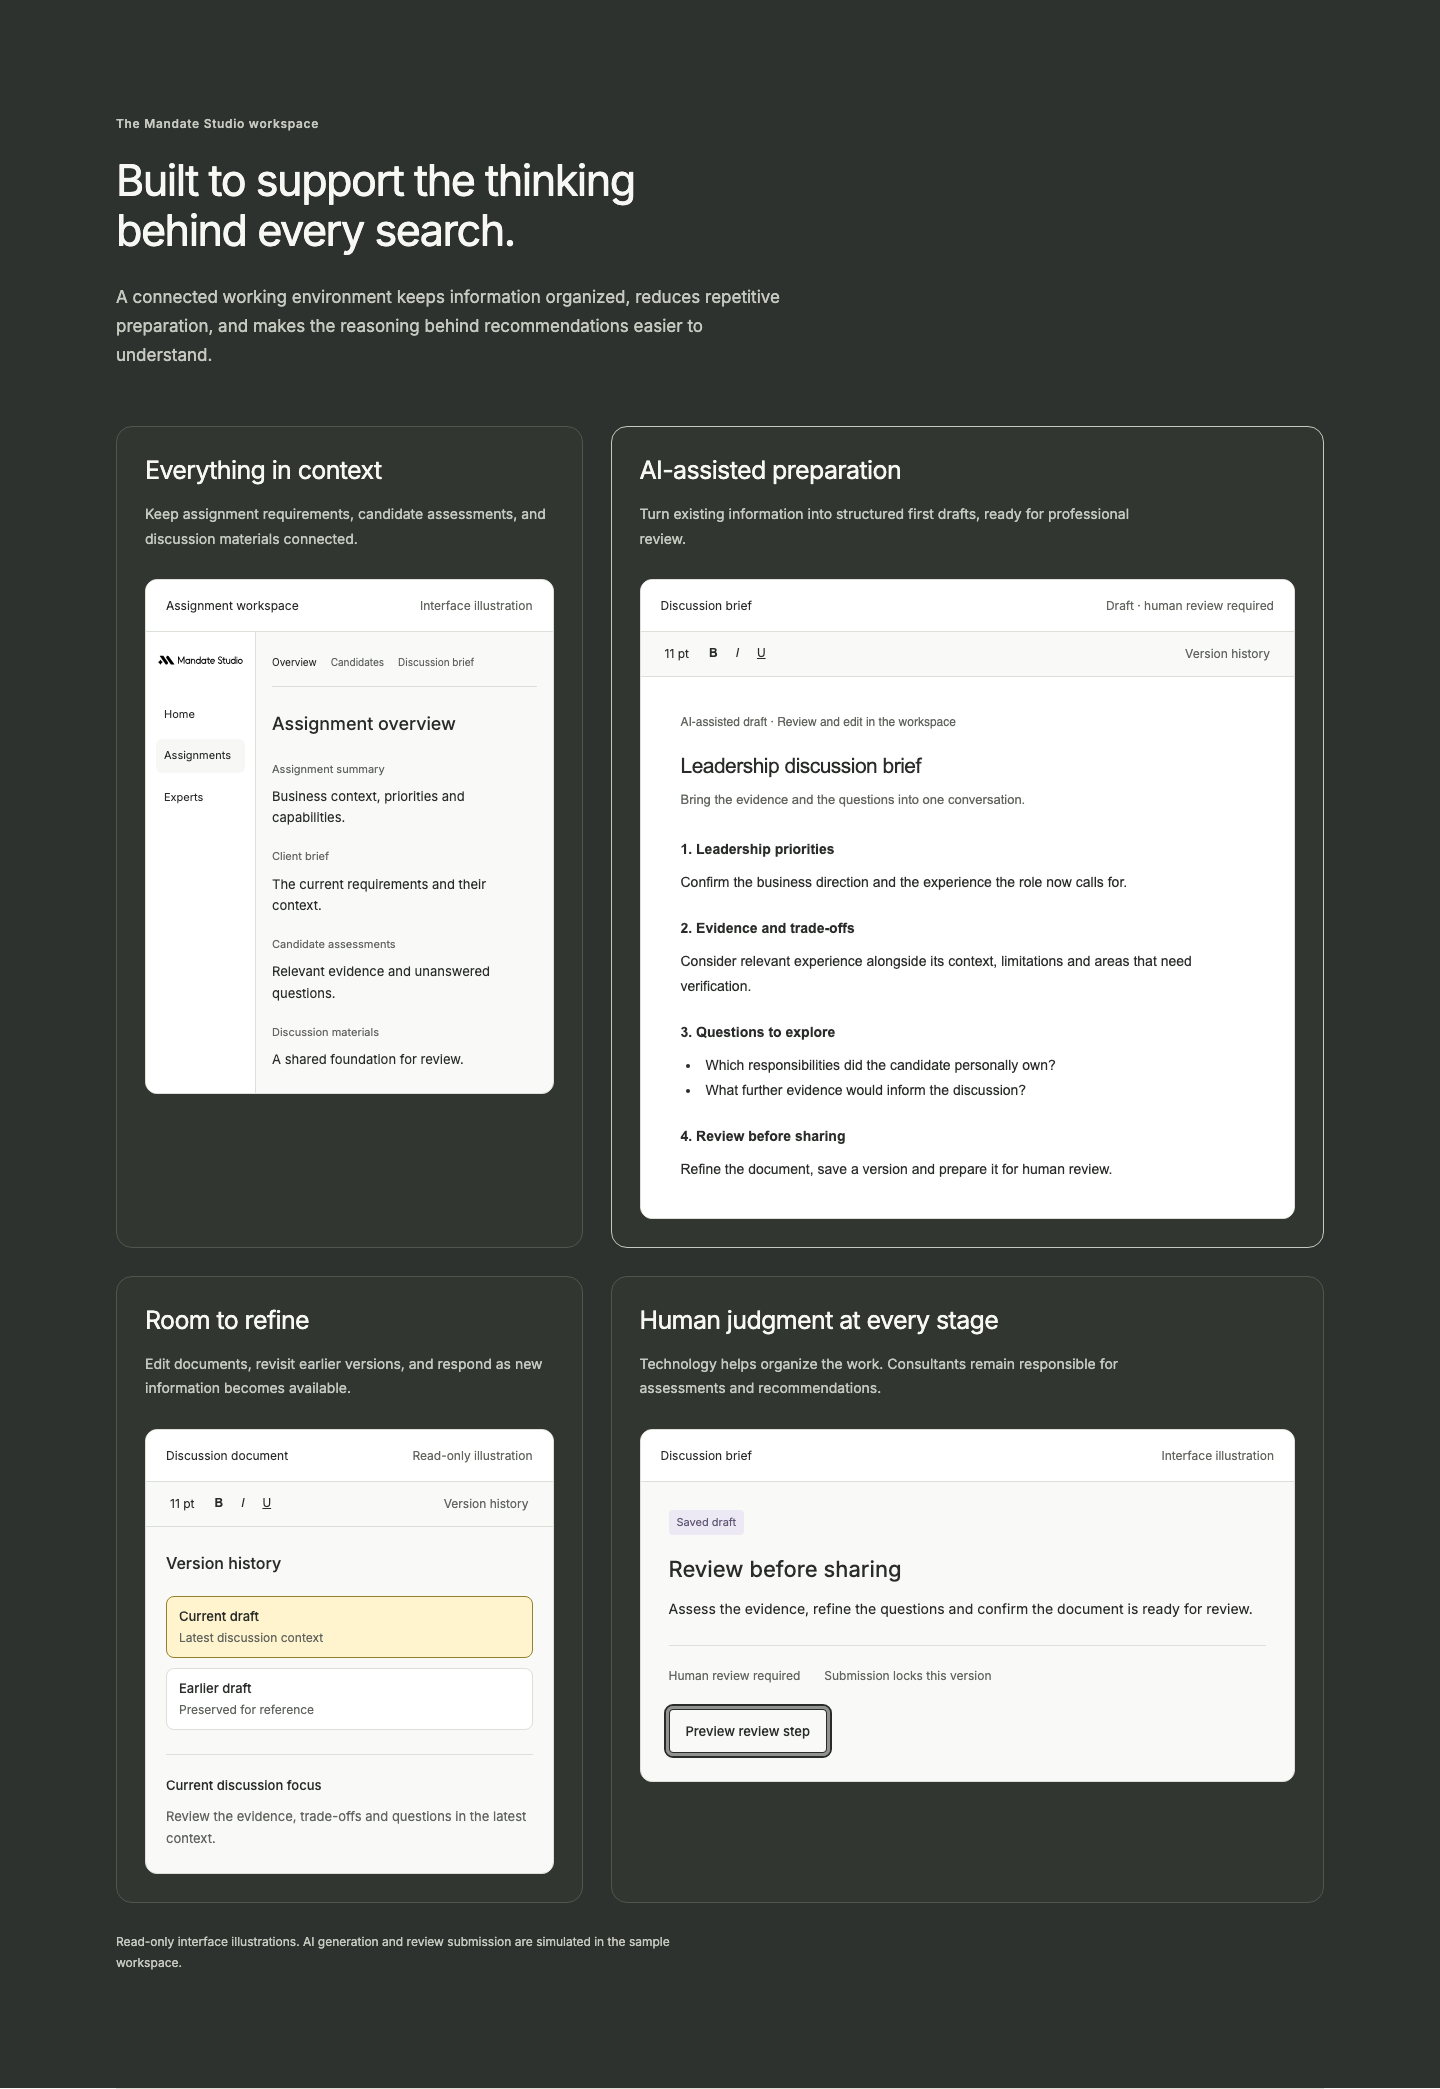 The Mandate Studio workspace
Built to support the thinking
behind every search.
A connected working environment keeps information organized, reduces repetitive
preparation, and makes the reasoning behind recommendations easier to
understand.
Everything in context
Keep assignment requirements, candidate assessments, and
discussion materials connected.
Assignment workspace
Interface illustration
Mandate Studio
Home
Assignments
Experts
Overview
Candidates
Discussion brief
Assignment overview
Assignment summary
Business context, priorities and
capabilities.
Client brief
The current requirements and their
context.
Candidate assessments
Relevant evidence and unanswered
questions.
Discussion materials
A shared foundation for review.
AI-assisted preparation
Turn existing information into structured first drafts, ready for professional
review.
Discussion brief
Draft · human review required
11 pt B I U
Version history
AI-assisted draft · Review and edit in the workspace
Leadership discussion brief
Bring the evidence and the questions into one conversation.
1. Leadership priorities
Confirm the business direction and the experience the role now calls for.
2. Evidence and trade-offs
Consider relevant experience alongside its context, limitations and areas that need
verification.
3. Questions to explore
• Which responsibilities did the candidate personally own?
• What further evidence would inform the discussion?
4. Review before sharing
Refine the document, save a version and prepare it for human review.
Room to refine
Edit documents, revisit earlier versions, and respond as new
information becomes available.
Discussion document
Read-only illustration
11 pt B I U
Version history
Version history
Current draft
Latest discussion context
Earlier draft
Preserved for reference
Current discussion focus
Review the evidence, trade-offs and questions in the latest
context.
Human judgment at every stage
Technology helps organize the work. Consultants remain responsible for
assessments and recommendations.
Discussion brief
Interface illustration
Saved draft
Review before sharing
Assess the evidence, refine the questions and confirm the document is ready for review.
Human review required
Submission locks this version
Preview review step
Read-only interface illustrations. AI generation and review submission are simulated in the sample
workspace.